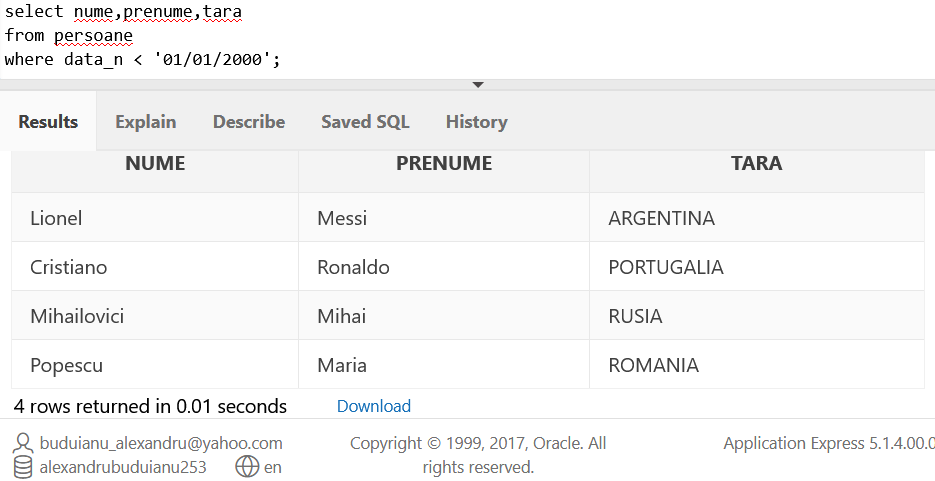 select nume,prenume,tara
from persoane
where data_n < '01/01/2000';
Results Explain Describe Saved SQL History
NUME PRENUME TARA
Lionel Messi ARGENTINA
Cristiano Ronaldo PORTUGALIA
Mihailovici Mihai RUSIA
Popescu Maria ROMANIA
4 rows returned in 0.01 seconds Download
buduianu_alexandru@yahoo.com Copyright © 1999, 2017, Oracle. All Application Express 5.1.4.00.0
alexandrubuduianu253 en rights reserved.